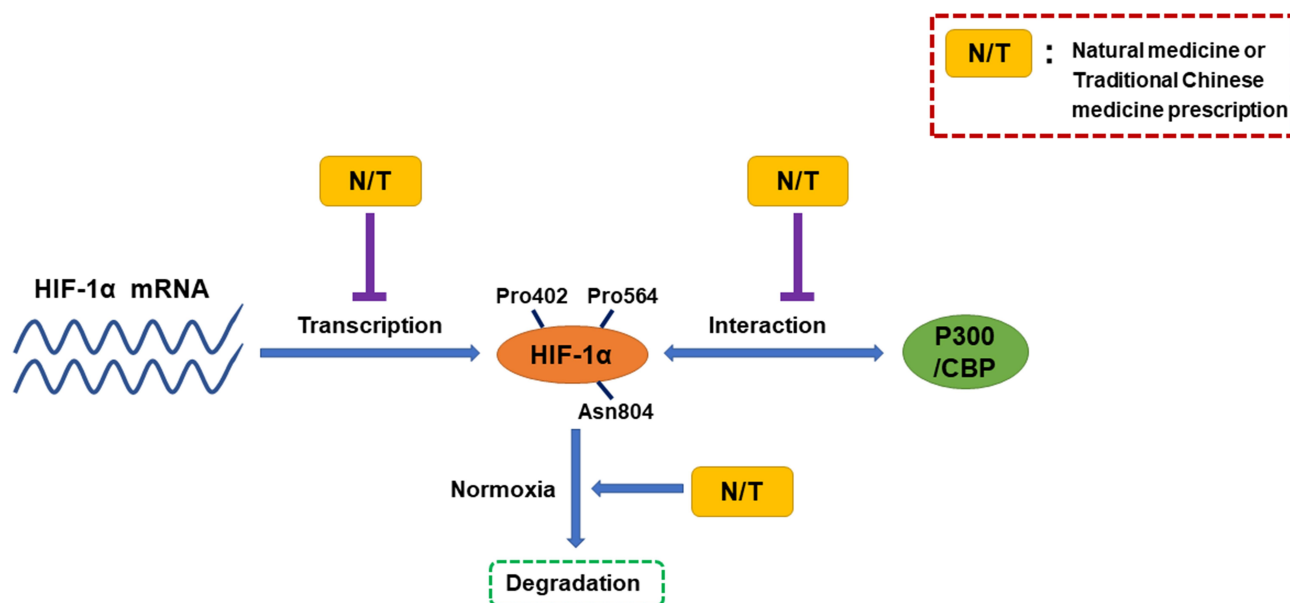 N/T : Natural medicine or
Traditional Chinese
medicine prescription
N/T
N/T
HIF-1α mRNA
Pro402 Pro564
Transcription
Interaction
HIF-1α
P300
/CBP
Asn804
Normoxia
N/T
Degradation